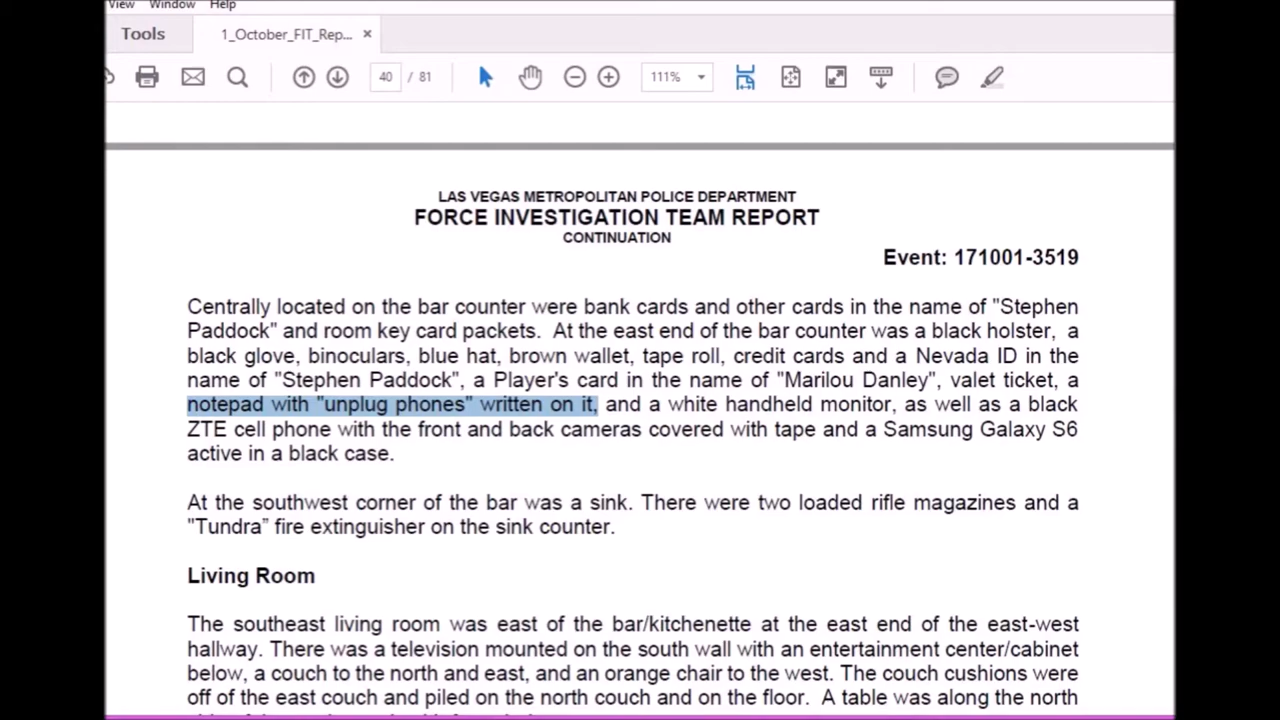 View Window Help
Tools 1_October_FIT_Rep... ×
40 / 81 111%
LAS VEGAS METROPOLITAN POLICE DEPARTMENT
FORCE INVESTIGATION TEAM REPORT
CONTINUATION
Event: 171001-3519
Centrally located on the bar counter were bank cards and other cards in the name of "Stephen
Paddock" and room key card packets. At the east end of the bar counter was a black holster, a
black glove, binoculars, blue hat, brown wallet, tape roll, credit cards and a Nevada ID in the
name of "Stephen Paddock", a Player's card in the name of "Marilou Danley", valet ticket, a
notepad with "unplug phones" written on it, and a white handheld monitor, as well as a black
ZTE cell phone with the front and back cameras covered with tape and a Samsung Galaxy S6
active in a black case.
At the southwest corner of the bar was a sink. There were two loaded rifle magazines and a
"Tundra” fire extinguisher on the sink counter.
Living Room
The southeast living room was east of the bar/kitchenette at the east end of the east-west
hallway. There was a television mounted on the south wall with an entertainment center/cabinet
below, a couch to the north and east, and an orange chair to the west. The couch cushions were
off of the east couch and piled on the north couch and on the floor. A table was along the north